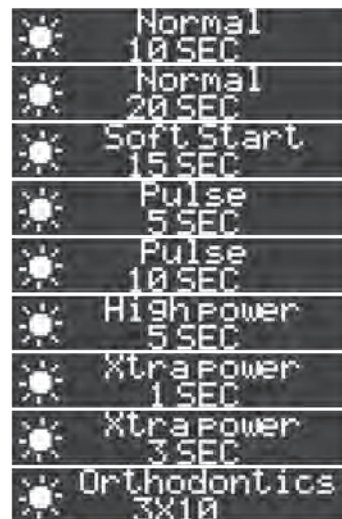 Normal
10 SEC
Normal
20 SEC
Soft Start
15 SEC
Pulse
5 SEC
Pulse
10 SEC
High power
5 SEC
Xtra power
1 SEC
Xtra power
3 SEC
Orthodontics
3X10